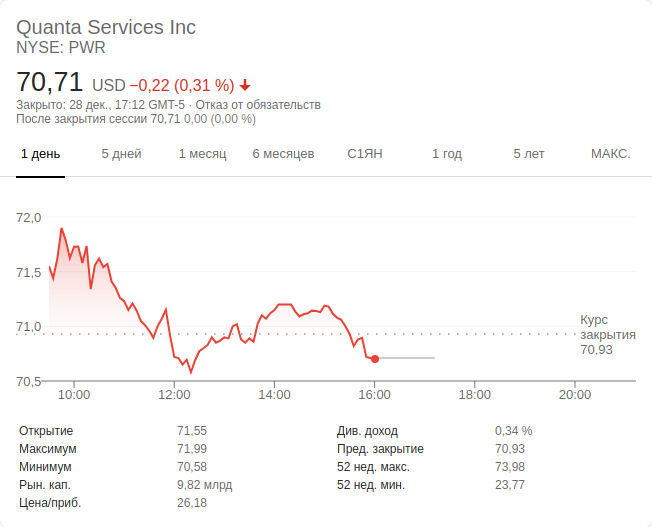 Quanta Services Inc
NYSE: PWR
70,71 USD −0,22 (0,31 %)
Закрыто: 28 дек., 17:12 GMT-5 · Отказ от обязательств
После закрытия сессии 70,71 0,00 (0,00 %)
1 день 5 дней 1 месяц 6 месяцев С1ЯН 1 год 5 лет МАКС.
72,0
71,5
71,0
Курс
закрытия
70,93
70,5
10:00 12:00 14:00 16:00 18:00 20:00
Открытие 71,55 Див. доход 0,34 %
Максимум 71,99 Пред. закрытие 70,93
Минимум 70,58 52 нед. макс. 73,98
Рын. кап. 9,82 млрд 52 нед. мин. 23,77
Цена/приб. 26,18